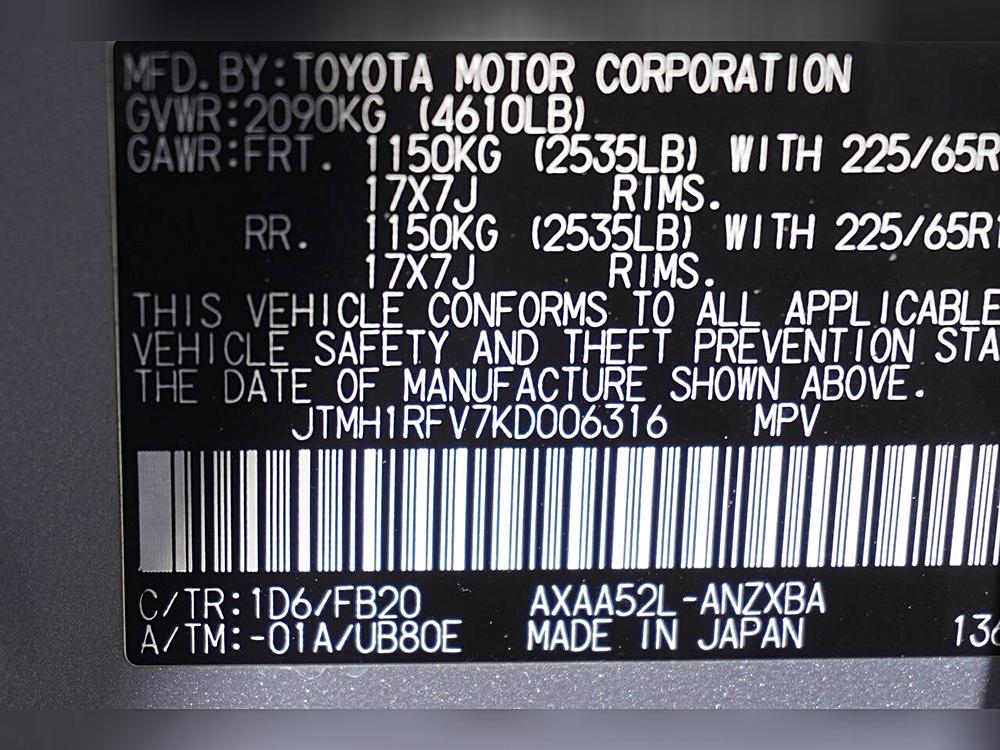 MFD. BY: TOYOTA MOTOR CORPORATION
GVWR: 2090KG (4610LB)
GAWR: FRT. 1150KG (2535LB) WITH 225/65R
17X7J RIMS.
RR. 1150KG (2535LB) WITH 225/65R1
17X7J RIMS.
THIS VEHICLE CONFORMS TO ALL APPLICABLE
VEHICLE SAFETY AND THEFT PREVENTION STA
THE DATE OF MANUFACTURE SHOWN ABOVE.
JTMH1RFV7KD006316 MPV
C/TR: 1D6/FB20 AXAA52L-ANZXBA
A/TM: -01A/UB80E MADE IN JAPAN 136